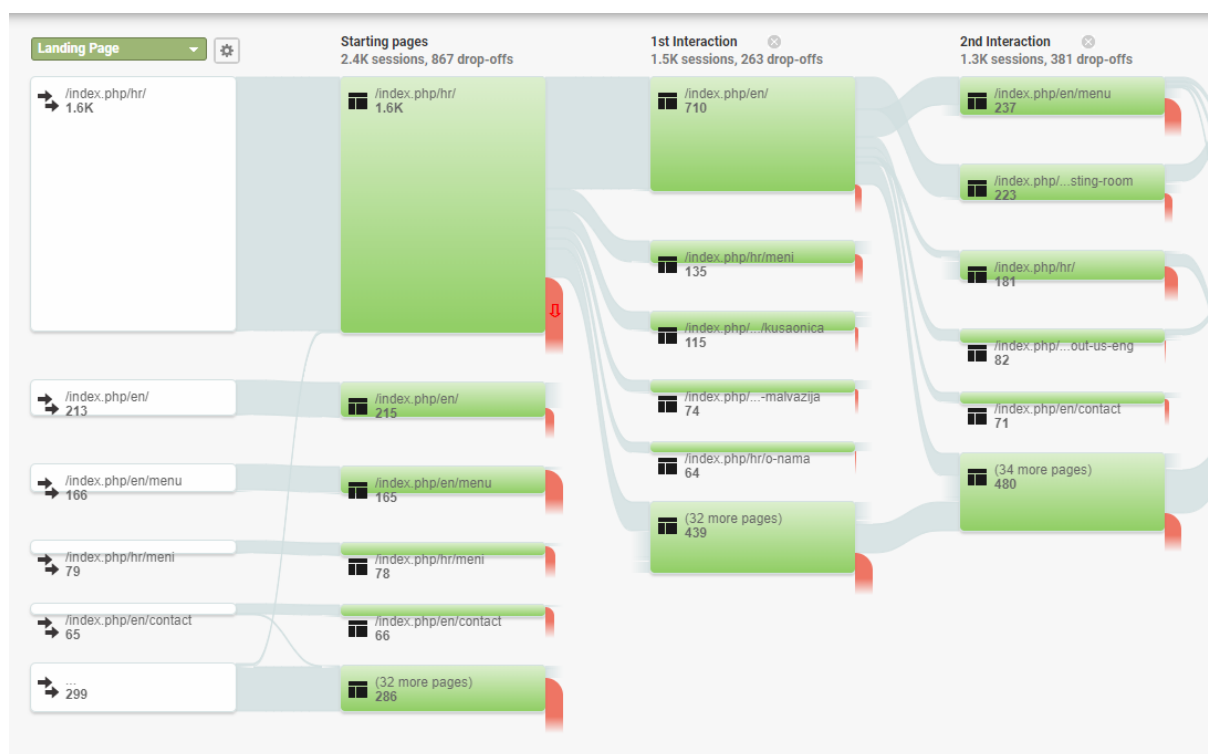 Landing Page
/index.php/hr/
1.6K
/index.php/en/
213
/index.php/en/menu
166
/index.php/hr/meni
79
/index.php/en/contact
65
...
299
Starting pages
2.4K sessions, 867 drop-offs
/index.php/hr/
1.6K
/index.php/en/
215
/index.php/en/menu
165
/index.php/hr/meni
78
/index.php/en/contact
66
(32 more pages)
286
1st Interaction
1.5K sessions, 263 drop-offs
/index.php/en/
710
/index.php/hr/meni
135
/index.php/.../kusaonica
115
/index.php/...-malvazija
74
/index.php/hr/o-nama
64
(32 more pages)
439
2nd Interaction
1.3K sessions, 381 drop-offs
/index.php/en/menu
237
/index.php/...sting-room
223
/index.php/hr/
181
/index.php/...out-us-eng
82
/index.php/en/contact
71
(34 more pages)
480